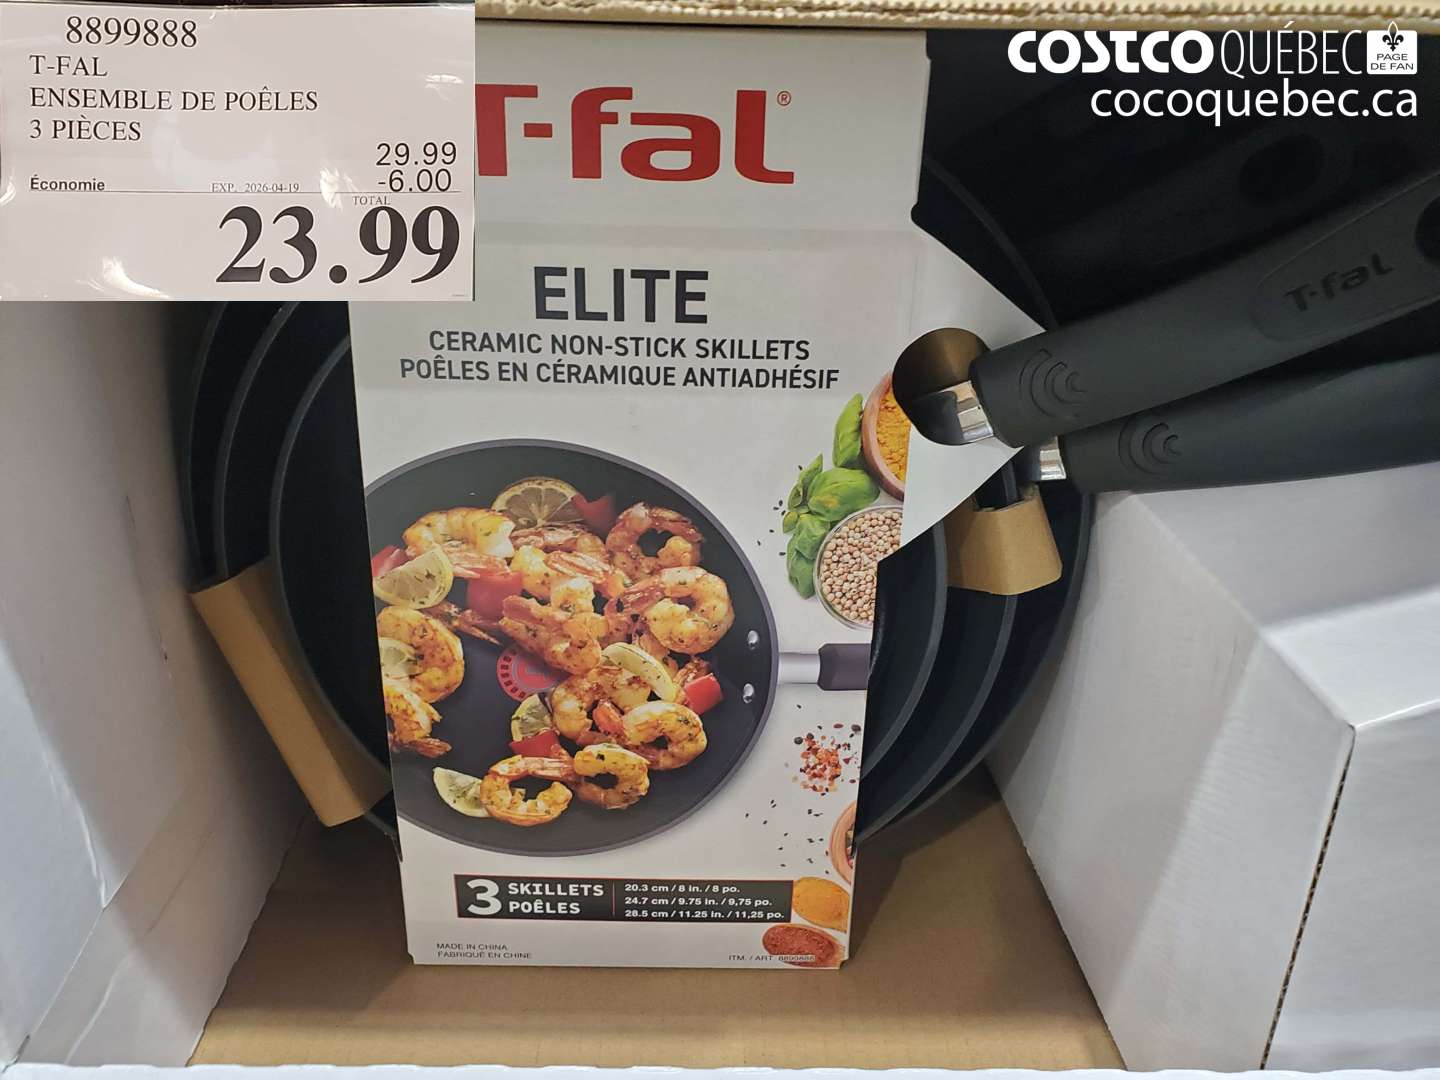 8899888
T-FAL
ENSEMBLE DE POÊLES
3 PIÈCES
29.99
Économie EXP. 2026-04-19 -6.00
TOTAL
23.99
COSTCO QUÉBEC PAGE DE FAN
cocoquebec.ca
T-fal®
ELITE
CERAMIC NON-STICK SKILLETS
POÊLES EN CÉRAMIQUE ANTIADHÉSIF
T-fal
3 SKILLETS
POÊLES
20.3 cm / 8 in. / 8 po.
24.7 cm / 9.75 in. / 9,75 po.
28.5 cm / 11.25 in. / 11,25 po.
MADE IN CHINA
FABRIQUÉ EN CHINE
ITM. / ART. 8899888